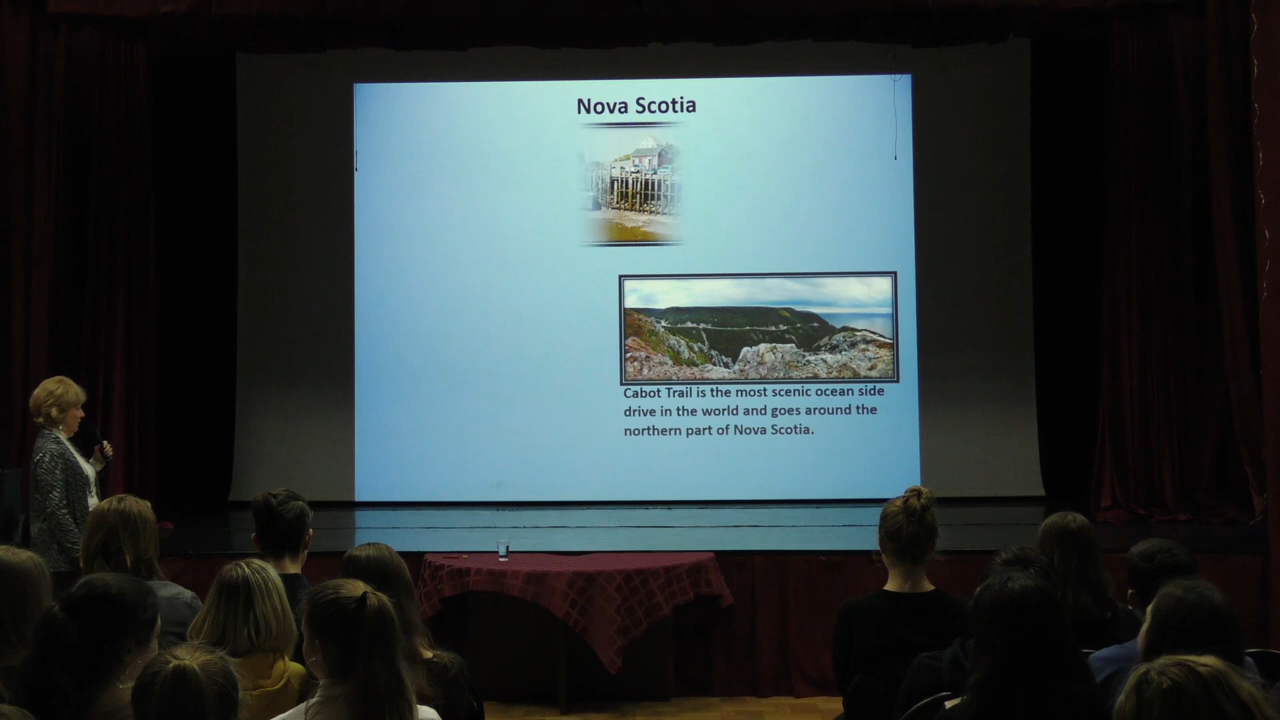 Nova Scotia
Cabot Trail is the most scenic ocean side
drive in the world and goes around the
northern part of Nova Scotia.